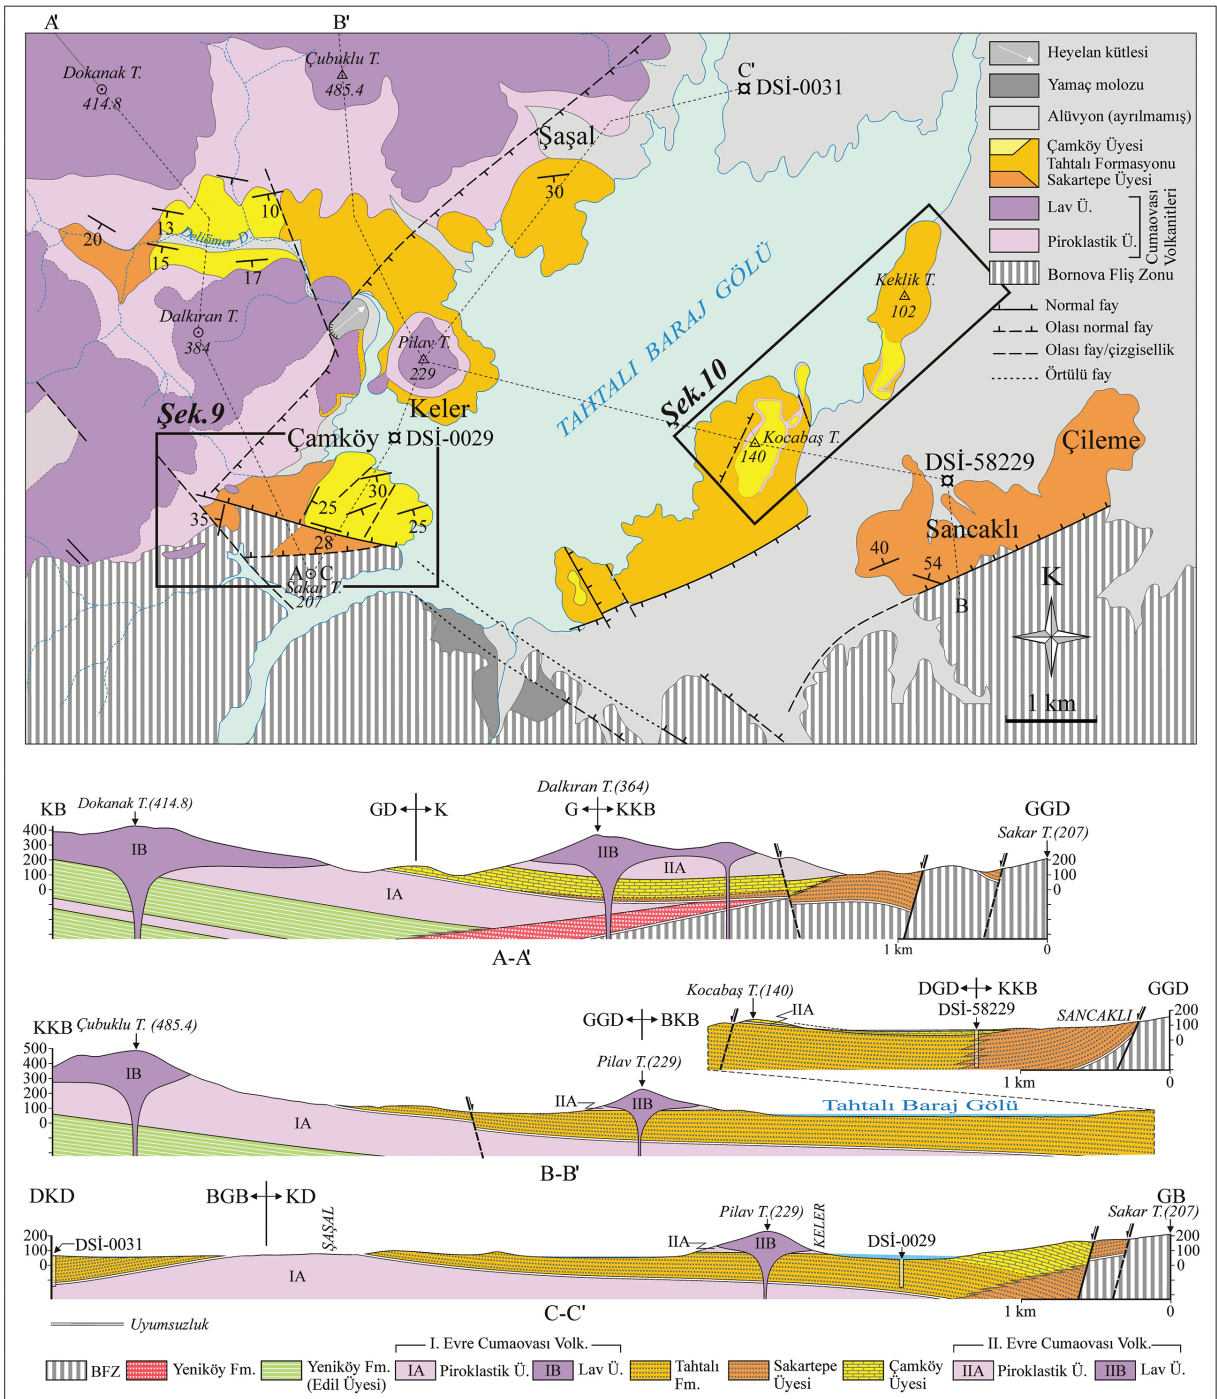 A'
B'
Dokanak T.
414.8
Çubuklu T.
485.4
C'
DSİ-0031
Şaşal
30
10
13
20
Deliömer D.
15
17
Dalkıran T.
384
Pilav T.
229
Keler
Şek.9
Çamköy
DSİ-0029
TAHTALI BARAJ GÖLÜ
Şek.10
Keklik T.
102
Kocabaş T.
140
DSİ-58229
Çileme
Sancaklı
40
54
B
35
25
30
25
28
A
C
Sakar T.
207
K
1 km
Heyelan kütlesi
Yamaç molozu
Alüvyon (ayrılmamış)
Çamköy Üyesi
Tahtalı Formasyonu
Sakartepe Üyesi
Lav Ü.
Piroklastik Ü.
Cumaovası
Volkanitleri
Bornova Fliş Zonu
Normal fay
Olası normal fay
Olası fay/çizgisellik
Örtülü fay
KB
Dokanak T.(414.8)
GD
K
Dalkıran T.(364)
G
KKB
GGD
Sakar T.(207)
400
300
200
100
0
IB
IA
IIB
IIA
200
100
0
1 km
0
A-A'
KKB
Çubuklu T. (485.4)
GGD
BKB
Pilav T.(229)
Kocabaş T.(140)
IIA
DGD
KKB
DSİ-58229
SANCAKLI
GGD
200
100
0
1 km
0
500
400
300
200
100
0
IB
IA
IIA
IIB
Tahtalı Baraj Gölü
B-B'
DKD
BGB
KD
ŞAŞAL
Pilav T.(229)
KELER
GB
Sakar T.(207)
200
100
0
DSİ-0031
IA
IIA
IIB
DSİ-0029
200
100
0
1 km
0
C-C'
Uyumsuzluk
I. Evre Cumaovası Volk.
II. Evre Cumaovası Volk.
BFZ
Yeniköy Fm.
Yeniköy Fm.
(Edil Üyesi)
IA
Piroklastik Ü.
IB
Lav Ü.
Tahtalı
Fm.
Sakartepe
Üyesi
Çamköy
Üyesi
IIA
Piroklastik Ü.
IIB
Lav Ü.